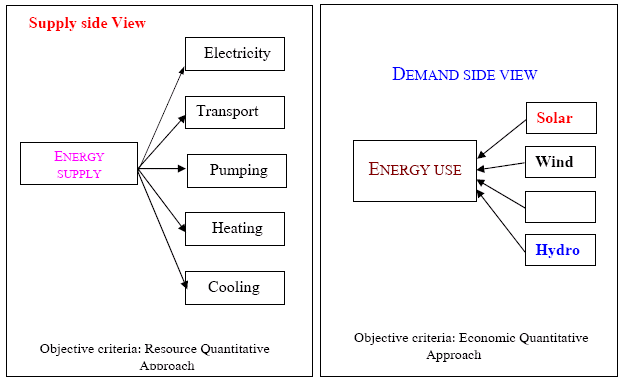 Supply side View
Electricity
Transport
ENERGY
SUPPLY
Pumping
Heating
Cooling
Objective criteria: Resource Quantitative
Approach
DEMAND SIDE VIEW
Solar
ENERGY USE
Wind
Hydro
Objective criteria: Economic Quantitative
Approach